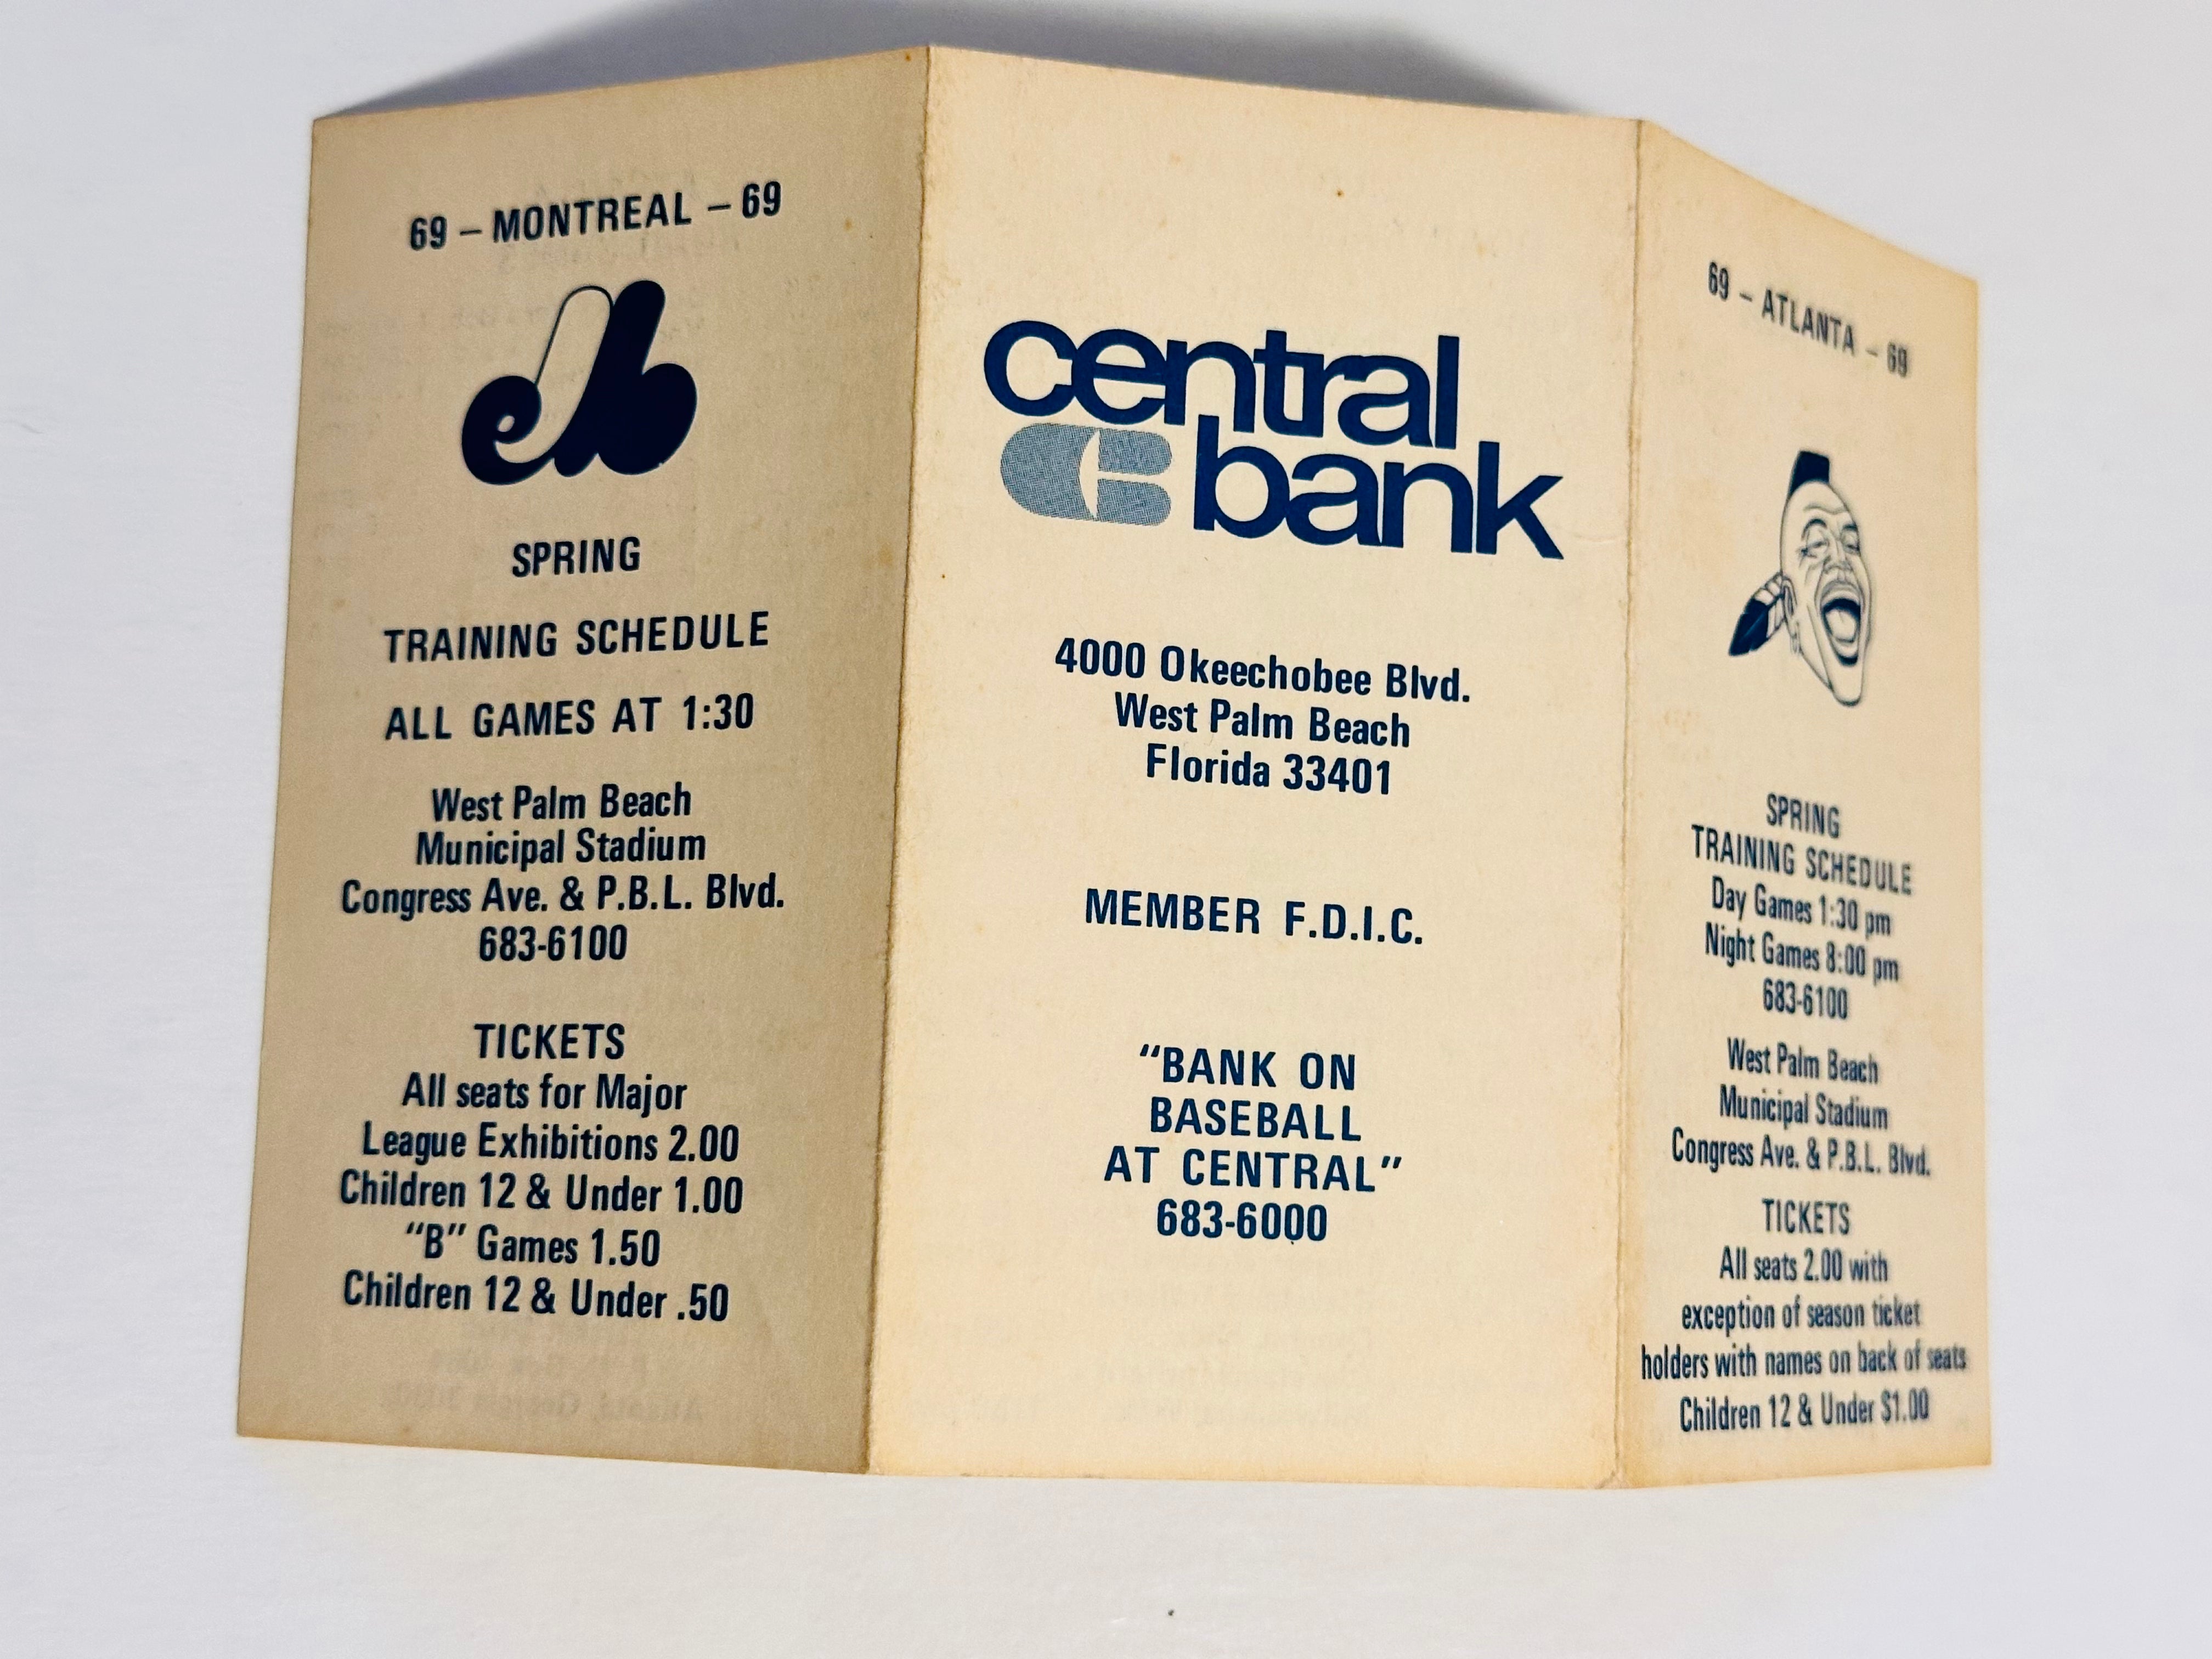 69 – MONTREAL – 69
SPRING
TRAINING SCHEDULE
ALL GAMES AT 1:30
West Palm Beach
Municipal Stadium
Congress Ave. & P.B.L. Blvd.
683-6100
TICKETS
All seats for Major
League Exhibitions 2.00
Children 12 & Under 1.00
"B" Games 1.50
Children 12 & Under .50
central
bank
4000 Okeechobee Blvd.
West Palm Beach
Florida 33401
MEMBER F.D.I.C.
"BANK ON
BASEBALL
AT CENTRAL"
683-6000
69 – ATLANTA – 69
SPRING
TRAINING SCHEDULE
Day Games 1:30 pm
Night Games 8:00 pm
683-6100
West Palm Beach
Municipal Stadium
Congress Ave. & P.B.L. Blvd.
TICKETS
All seats 2.00 with
exception of season ticket
holders with names on back of seats
Children 12 & Under $1.00